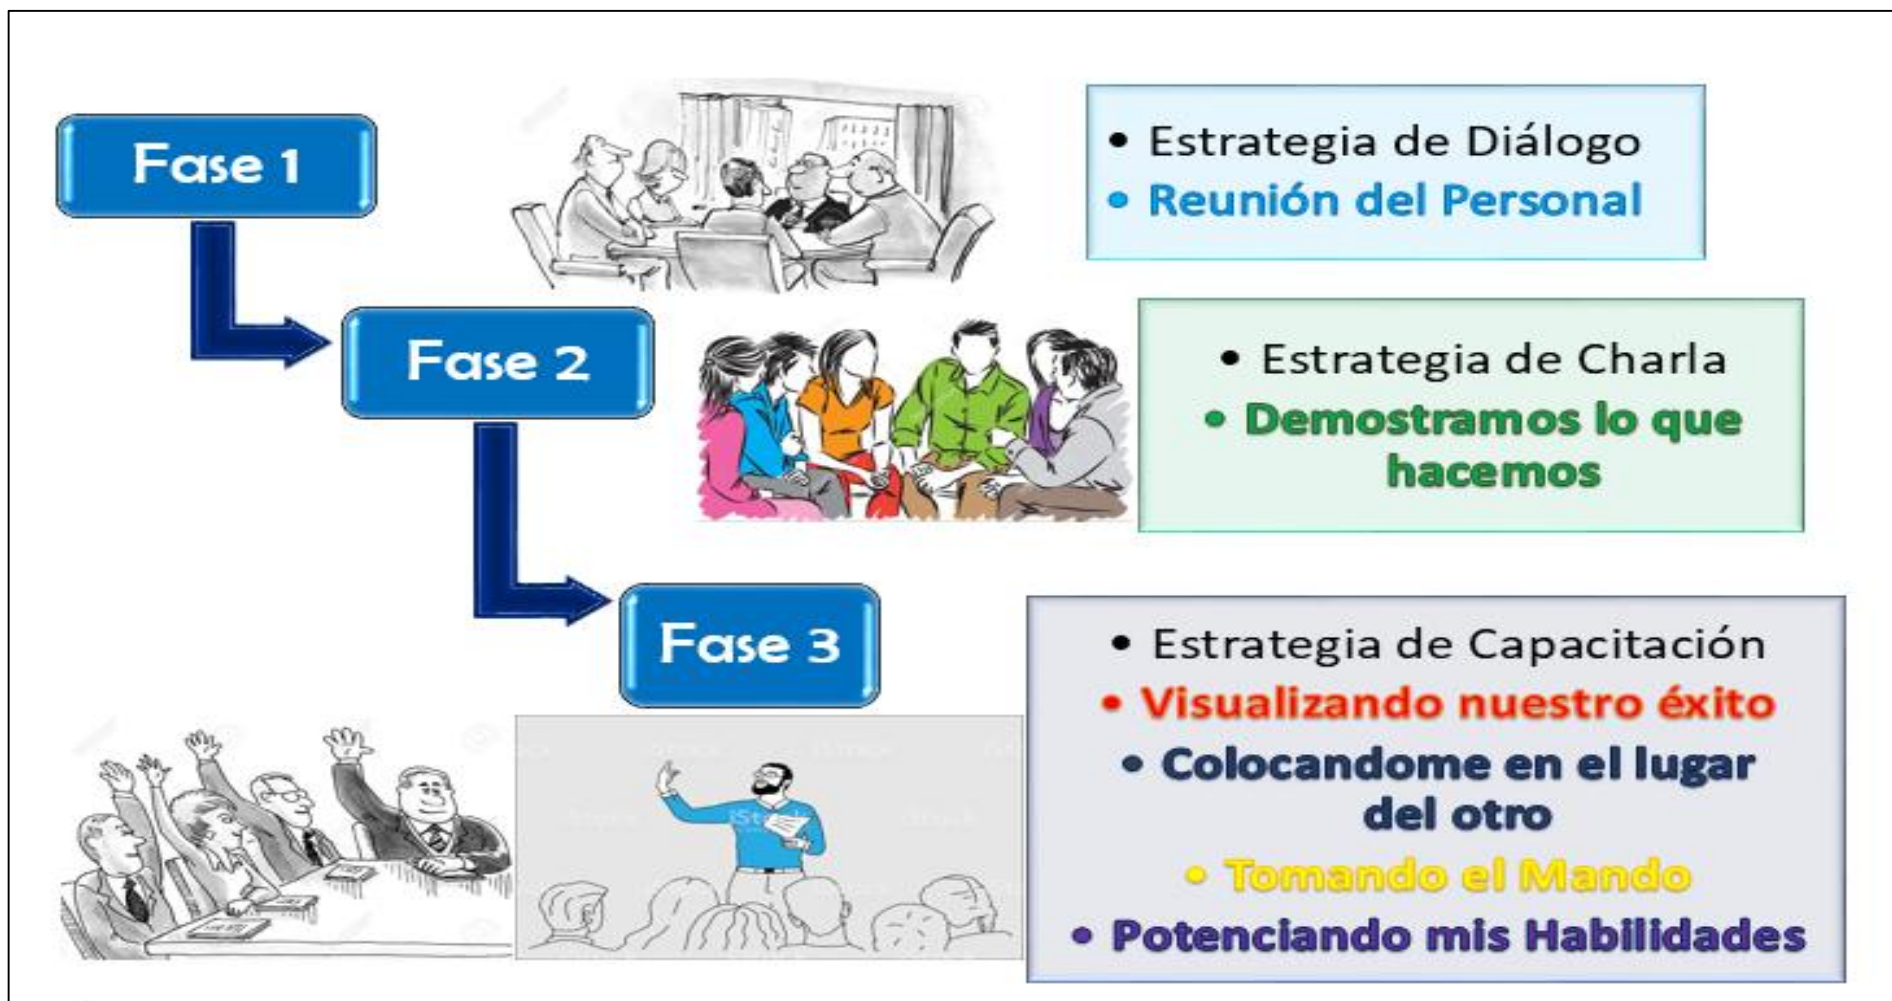 Fase 1
• Estrategia de Diálogo
• Reunión del Personal
Fase 2
• Estrategia de Charla
• Demostramos lo que
hacemos
Fase 3
• Estrategia de Capacitación
• Visualizando nuestro éxito
• Colocandome en el lugar
del otro
• Tomando el Mando
• Potenciando mis Habilidades
iStock